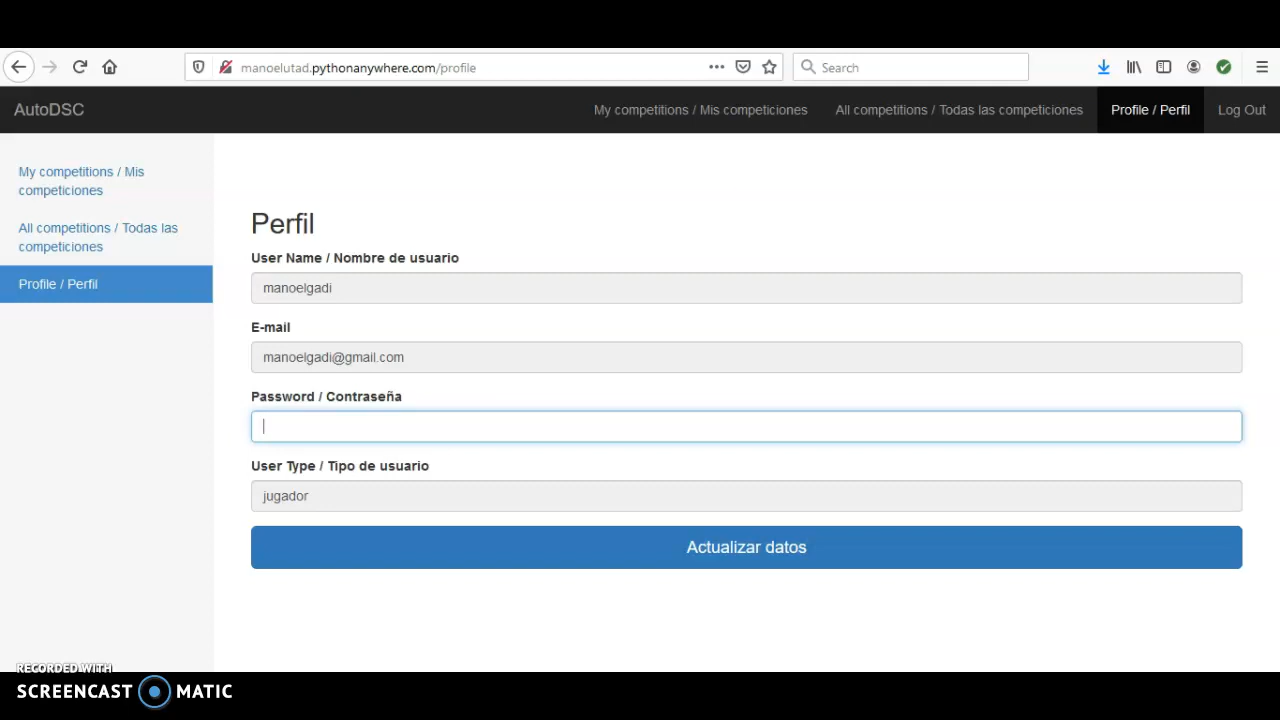 manoelutad.pythonanywhere.com/profile
Search
AutoDSC
My competitions / Mis competiciones
All competitions / Todas las competiciones
Profile / Perfil
Log Out
My competitions / Mis
competiciones
All competitions / Todas las
competiciones
Profile / Perfil
Perfil
User Name / Nombre de usuario
manoelgadi
E-mail
manoelgadi@gmail.com
Password / Contraseña
User Type / Tipo de usuario
jugador
Actualizar datos
RECORDED WITH
SCREENCAST MATIC